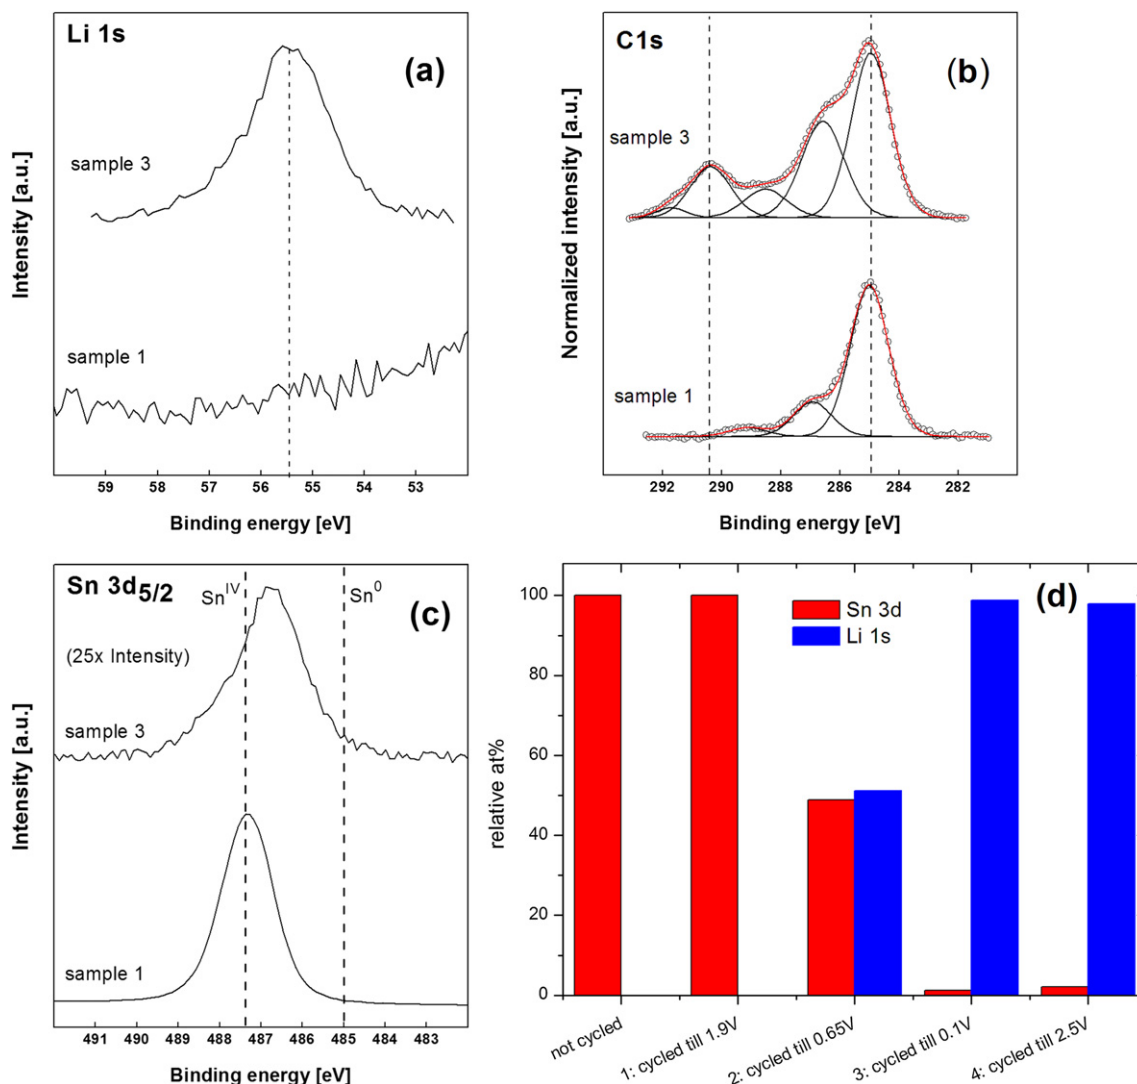 Li 1s
(a)
sample 3
sample 1
Intensity [a.u.]
59 58 57 56 55 54 53
Binding energy [eV]
C1s
(b)
sample 3
sample 1
Normalized intensity [a.u.]
292 290 288 286 284 282
Binding energy [eV]
Sn 3d5/2
SnIV
Sn0
(c)
(25x Intensity)
sample 3
sample 1
Intensity [a.u.]
491 490 489 488 487 486 485 484 483
Binding energy [eV]
(d)
Sn 3d
Li 1s
relative at%
100
80
60
40
20
0
not cycled
1: cycled till 1.9V
2: cycled till 0.65V
3: cycled till 0.1V
4: cycled till 2.5V